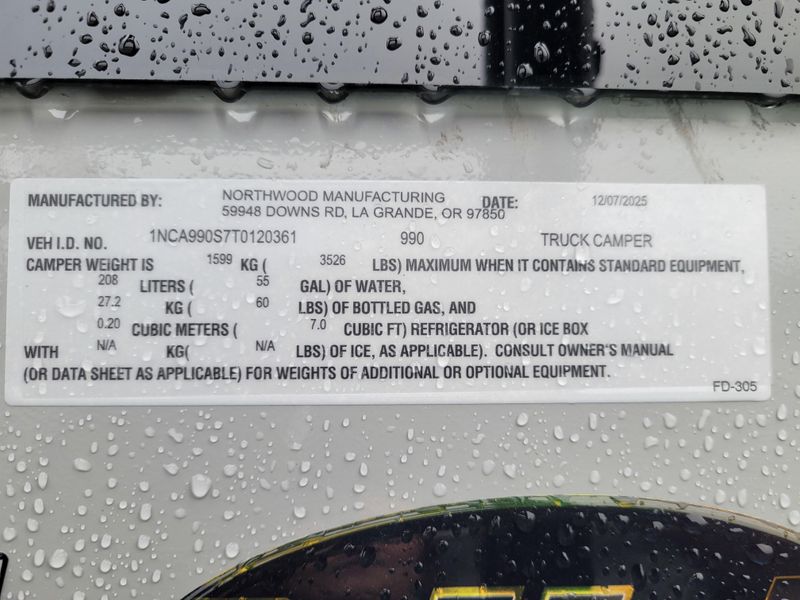 MANUFACTURED BY: NORTHWOOD MANUFACTURING DATE: 12/07/2025
59948 DOWNS RD, LA GRANDE, OR 97850
VEH I.D. NO. 1NCA990S7T0120361 990 TRUCK CAMPER
CAMPER WEIGHT IS 1599 KG ( 3526 LBS) MAXIMUM WHEN IT CONTAINS STANDARD EQUIPMENT,
208 LITERS ( 55 GAL) OF WATER,
27.2 KG ( 60 LBS) OF BOTTLED GAS, AND
0.20 CUBIC METERS ( 7.0 CUBIC FT) REFRIGERATOR (OR ICE BOX
WITH N/A KG( N/A LBS) OF ICE, AS APPLICABLE). CONSULT OWNER'S MANUAL
(OR DATA SHEET AS APPLICABLE) FOR WEIGHTS OF ADDITIONAL OR OPTIONAL EQUIPMENT.
FD-305